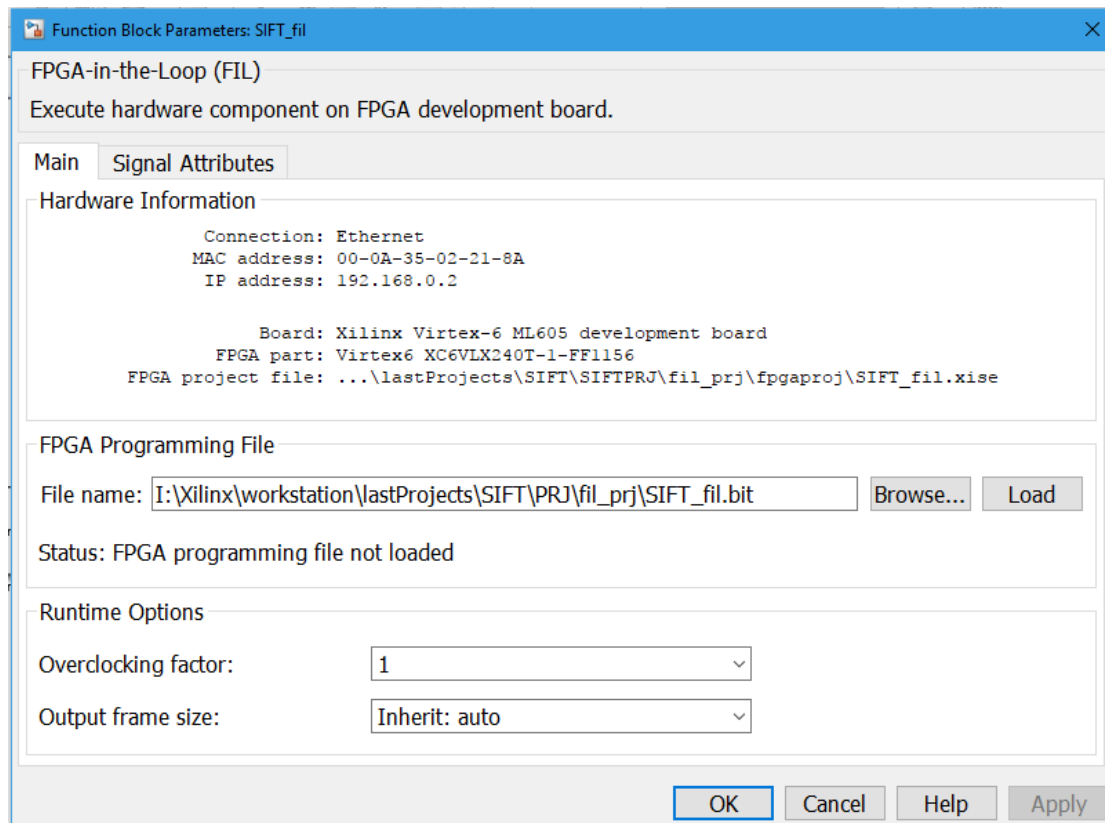 Function Block Parameters: SIFT_fil
FPGA-in-the-Loop (FIL)
Execute hardware component on FPGA development board.
Main Signal Attributes
Hardware Information
Connection: Ethernet
MAC address: 00-0A-35-02-21-8A
IP address: 192.168.0.2
Board: Xilinx Virtex-6 ML605 development board
FPGA part: Virtex6 XC6VLX240T-1-FF1156
FPGA project file: ...\lastProjects\SIFT\SIFTPRJ\fil_prj\fpgaproj\SIFT_fil.xise
FPGA Programming File
File name: I:\Xilinx\workstation\lastProjects\SIFT\PRJ\fil_prj\SIFT_fil.bit Browse... Load
Status: FPGA programming file not loaded
Runtime Options
Overclocking factor: 1
Output frame size: Inherit: auto
OK Cancel Help Apply